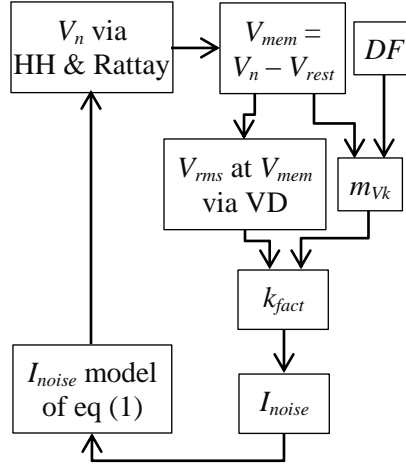 V_n via
HH & Rattay
V_mem =
V_n – V_rest
DF
V_rms at V_mem
via VD
m_Vk
k_fact
I_noise model
of eq (1)
I_noise